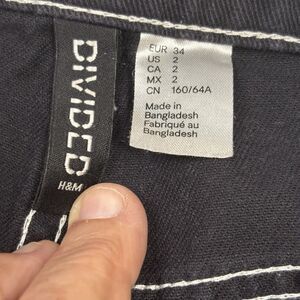 DIVIDED
H&M
EUR 34
US 2
CA 2
MX 2
CN 160/64A
Made in
Bangladesh
Fabriqué au
Bangladesh